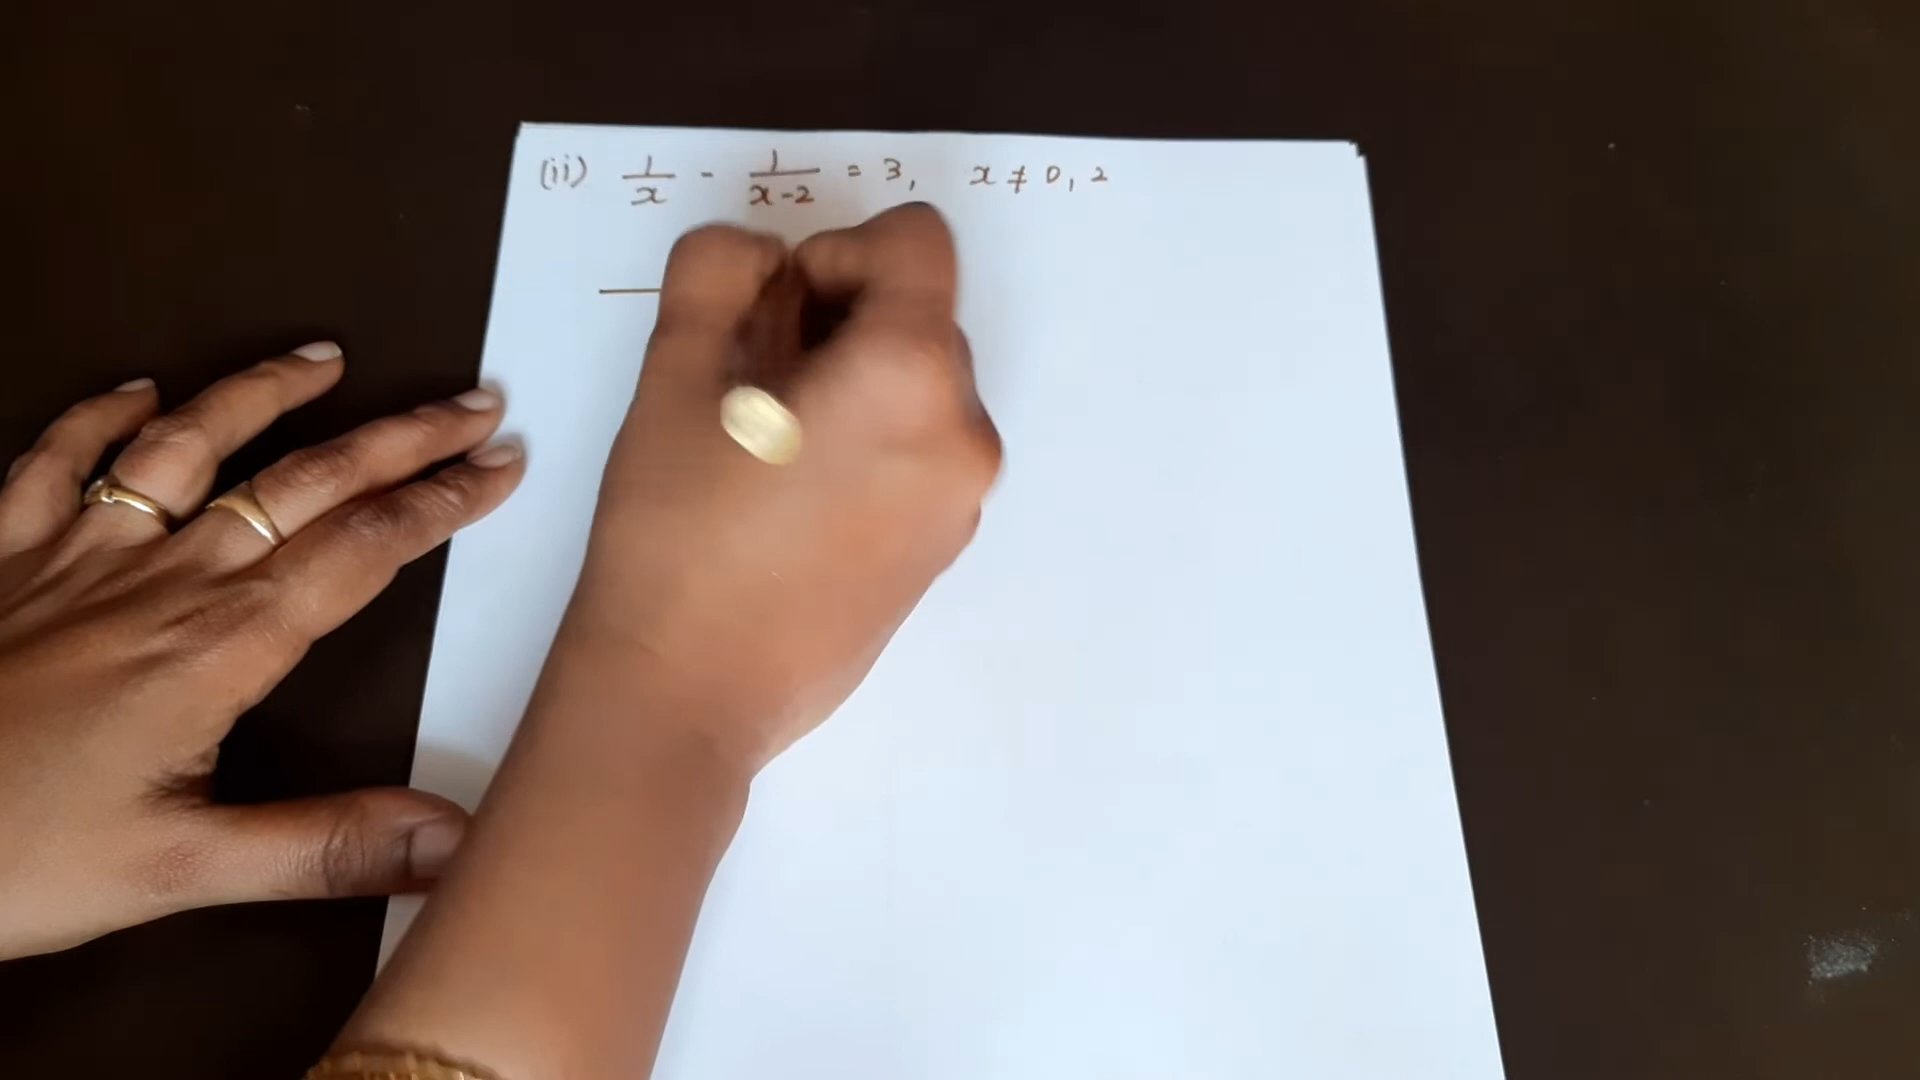 (ii) 1/x - 1/(x-2) = 3, x ≠ 0, 2